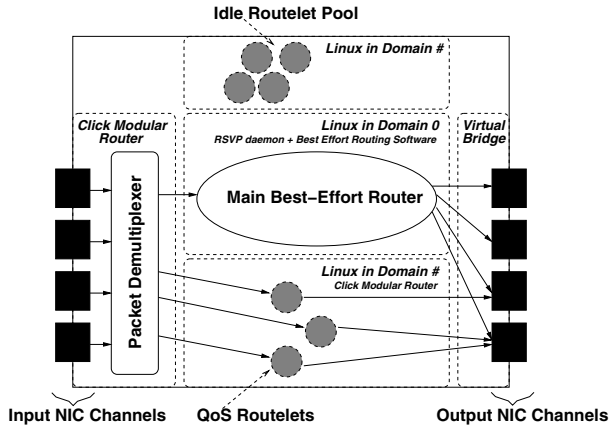 Idle Routelet Pool
Linux in Domain #
Click Modular
Router
Linux in Domain 0
RSVP daemon + Best Effort Routing Software
Virtual
Bridge
Packet Demultiplexer
Main Best−Effort Router
Linux in Domain #
Click Modular Router
Input NIC Channels
QoS Routelets
Output NIC Channels